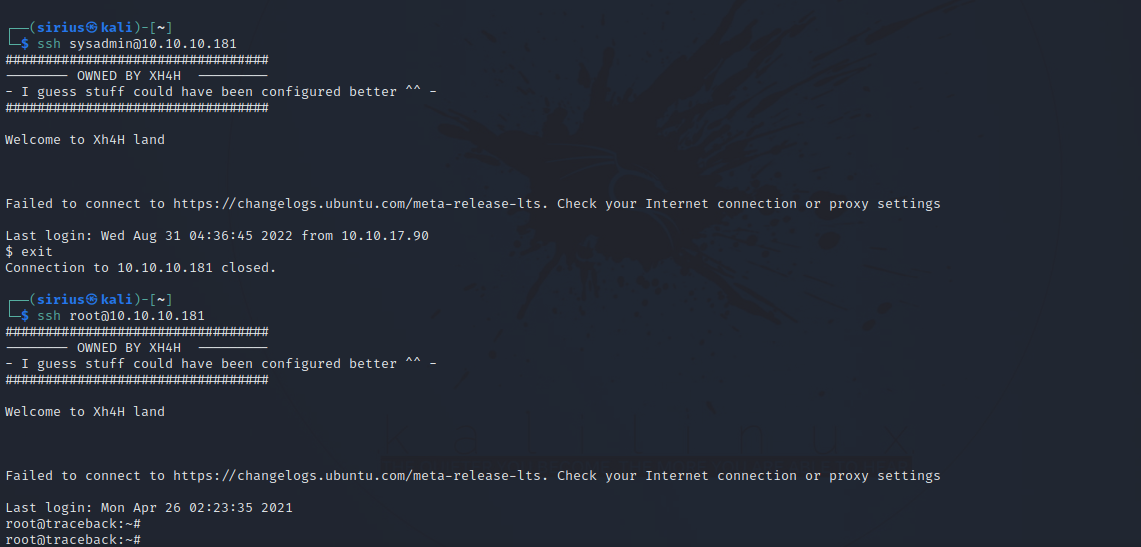 ┌──(sirius㉿kali)-[~]
└─$ ssh sysadmin@10.10.10.181
#################################
-------- OWNED BY XH4H  ---------
- I guess stuff could have been configured better ^^ -
#################################
Welcome to Xh4H land
Failed to connect to https://changelogs.ubuntu.com/meta-release-lts. Check your Internet connection or proxy settings
Last login: Wed Aug 31 04:36:45 2022 from 10.10.17.90
$ exit
Connection to 10.10.10.181 closed.
┌──(sirius㉿kali)-[~]
└─$ ssh root@10.10.10.181
#################################
-------- OWNED BY XH4H  ---------
- I guess stuff could have been configured better ^^ -
#################################
Welcome to Xh4H land
Failed to connect to https://changelogs.ubuntu.com/meta-release-lts. Check your Internet connection or proxy settings
Last login: Mon Apr 26 02:23:35 2021
root@traceback:~#
root@traceback:~#